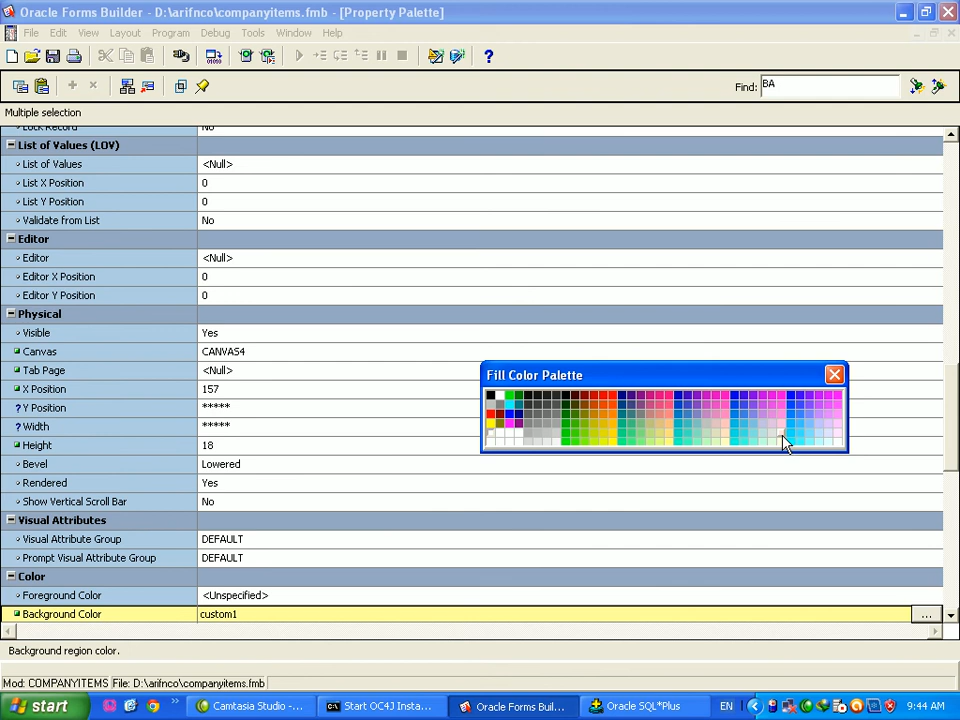 Oracle Forms Builder - D:\arifnco\companyitems.fmb - [Property Palette]
File Edit View Layout Program Debug Tools Window Help
Find: BA
Multiple selection
Lock Record No
List of Values (LOV)
List of Values <Null>
List X Position 0
List Y Position 0
Validate from List No
Editor
Editor <Null>
Editor X Position 0
Editor Y Position 0
Physical
Visible Yes
Canvas CANVAS4
Tab Page <Null>
X Position 157
Y Position *****
Width *****
Height 18
Bevel Lowered
Rendered Yes
Show Vertical Scroll Bar No
Visual Attributes
Visual Attribute Group DEFAULT
Prompt Visual Attribute Group DEFAULT
Color
Foreground Color <Unspecified>
Background Color custom1 ...
Fill Color Palette
Background region color.
Mod: COMPANYITEMS File: D:\arifnco\companyitems.fmb
start Camtasia Studio -... Start OC4J Insta... Oracle Forms Buil... Oracle SQL*Plus EN 9:44 AM